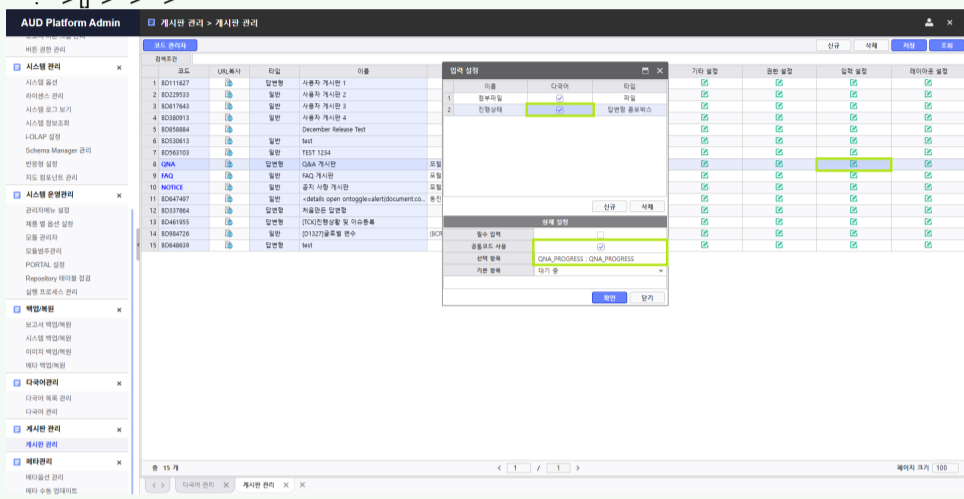 AUD Platform Admin
게시판 관리 > 게시판 관리
버튼 권한 관리
시스템 관리
시스템 옵션
라이센스 관리
시스템 로그 보기
시스템 정보조회
i-OLAP 설정
Schema Manager 관리
반응형 설정
지도 컴포넌트 관리
시스템 운영관리
관리자메뉴 설정
제품 별 옵션 설정
모듈 관리자
모듈범주관리
PORTAL 설정
Repository 테이블 점검
실행 프로세스 관리
백업/복원
보고서 백업/복원
시스템 백업/복원
이미지 백업/복원
메타 백업/복원
다국어관리
다국어 목록 관리
다국어 관리
게시판 관리
게시판 관리
메타관리
메타옵션 관리
메타 수동 업데이트
코드 관리자
신규 삭제 저장 조회
검색조건
코드 URL복사 타입 이름 기타 설정 권한 설정 입력 설정 레이아웃 설정
1 BD111627 답변형 사용자 게시판 1
2 BD229533 일반 사용자 게시판 2
3 BD817643 일반 사용자 게시판 3
4 BD380913 일반 사용자 게시판 4
5 BD858884 December Release Test
6 BD530613 일반 test
7 BD563103 일반 TEST 1234
8 QNA 답변형 Q&A 게시판 포털
9 FAQ 일반 FAQ 게시판 포털
10 NOTICE 일반 공지 사항 게시판 포털
11 BD647497 일반 <details open ontoggle=alert(document.co...
12 BD337864 답변형 처음만든 답변형
13 BD461955 답변형 [TCK]진행상황 및 이슈등록
14 BD984726 일반 [D1327]글로벌 변수 (BCR
15 BD848639 답변형 test
입력 설정
이름 다국어 타입
1 첨부파일 파일
2 진행상태 답변형 콤보박스
신규 삭제
상세 설정
필수 입력
공통코드 사용
선택 항목 QNA_PROGRESS : QNA_PROGRESS
기본 항목 대기 중
확인 닫기
총 15 개 < 1 / 1 > 페이지 크기 100
< > 다국어 관리 X 게시판 관리 X X